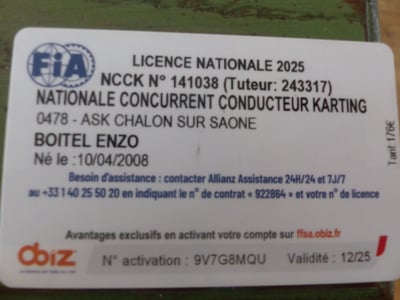 FiA
LICENCE NATIONALE 2025
NCCK N° 141038 (Tuteur: 243317)
NATIONALE CONCURRENT CONDUCTEUR KARTING
0478 - ASK CHALON SUR SAONE
BOITEL ENZO
Né le :10/04/2008
Tarif: 176€
Besoin d'assistance : contacter Allianz Assistance 24H/24 et 7J/7
au +33 1 40 25 50 20 en indiquant le n° de contrat « 922864 » et votre n° de licence
Avantages exclusifs en activant votre compte sur ffsa.obiz.fr
Obiz
N° activation : 9V7G8MQU
Validité : 12/25